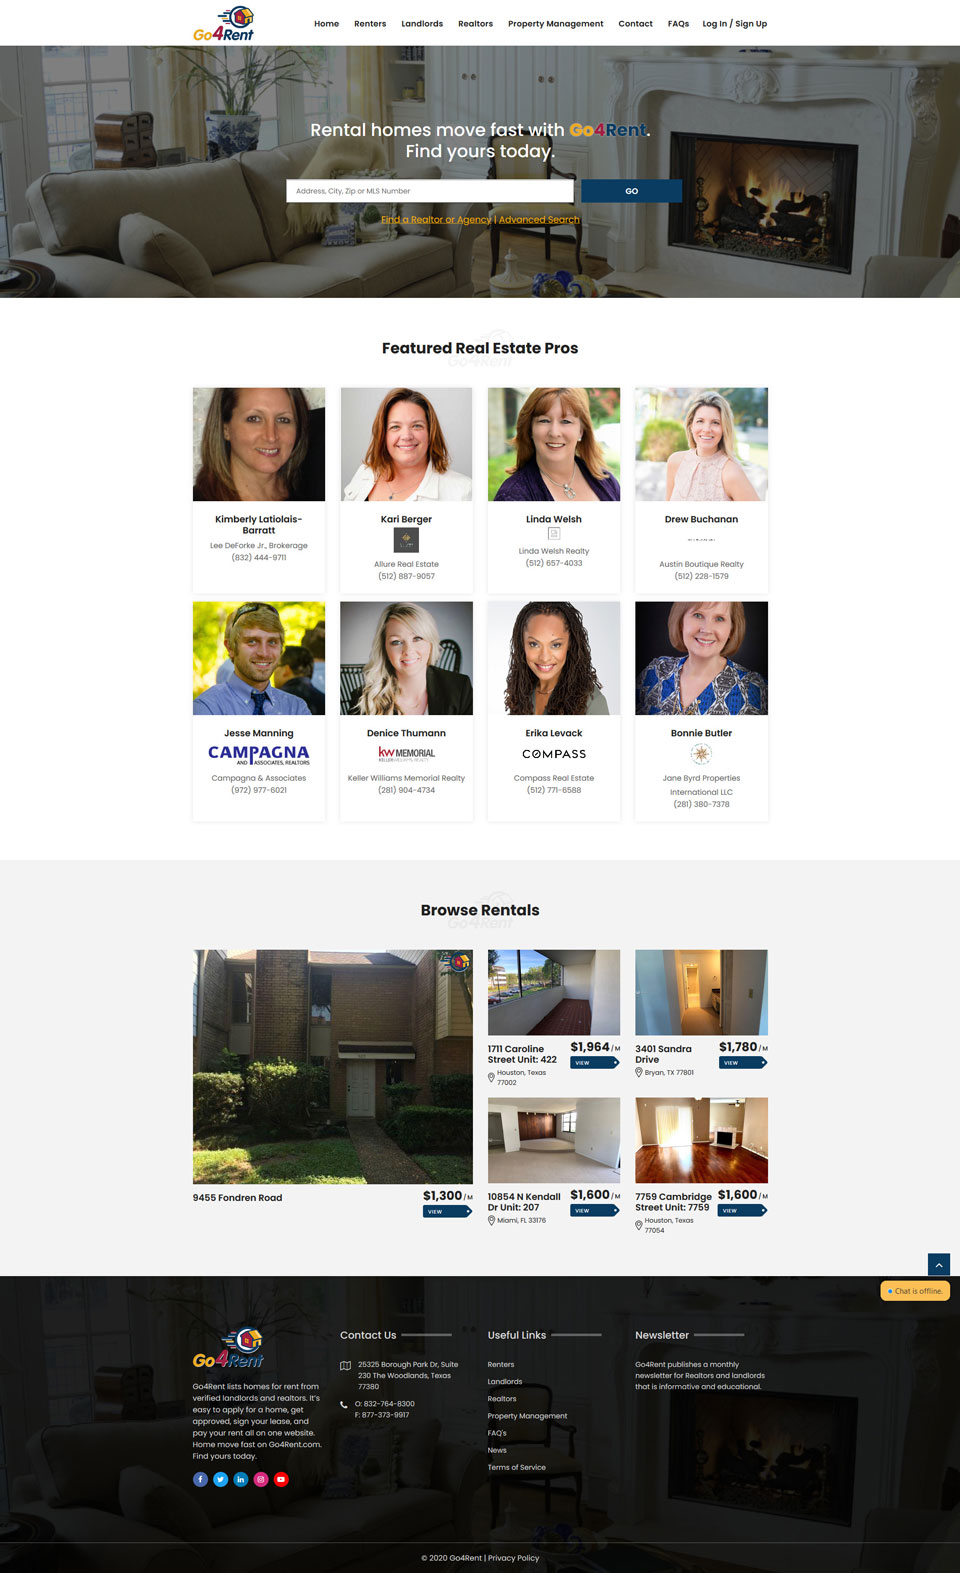 Go4Rent
Home Renters Landlords Realtors Property Management Contact FAQs Log In / Sign Up
Rental homes move fast with Go4Rent.
Find yours today.
Address, City, Zip or MLS Number
GO
Find a Realtor or Agency | Advanced Search
Featured Real Estate Pros
Go4Rent
Kimberly Latiolais-
Barratt
Lee DeForke Jr., Brokerage
(832) 444-9711
Kari Berger
Allure Real Estate
(512) 887-9057
Linda Welsh
Linda Welsh Realty
(512) 657-4033
Drew Buchanan
Austin Boutique Realty
(512) 228-1579
Jesse Manning
CAMPAGNA
AND ASSOCIATES, REALTORS
Campagna & Associates
(972) 977-6021
Denice Thumann
kw MEMORIAL
KELLERWILLIAMS REALTY
Keller Williams Memorial Realty
(281) 904-4734
Erika Levack
COMPASS
Compass Real Estate
(512) 771-6588
Bonnie Butler
Jane Byrd Properties
International LLC
(281) 380-7378
Browse Rentals
Go4Rent
9455 Fondren Road
$1,300 / M
VIEW
1711 Caroline
Street Unit: 422
$1,964 / M
VIEW
Houston, Texas
77002
3401 Sandra
Drive
$1,780 / M
VIEW
Bryan, TX 77801
10854 N Kendall
Dr Unit: 207
$1,600 / M
VIEW
Miami, FL 33176
7759 Cambridge
Street Unit: 7759
$1,600 / M
VIEW
Houston, Texas
77054
Chat is offline.
Go4Rent
Go4Rent lists homes for rent from
verified landlords and realtors. It's
easy to apply for a home, get
approved, sign your lease, and
pay your rent all on one website.
Home move fast on Go4Rent.com.
Find yours today.
Contact Us
25325 Borough Park Dr, Suite
230 The Woodlands, Texas
77380
O: 832-764-8300
F: 877-373-9917
Useful Links
Renters
Landlords
Realtors
Property Management
FAQ's
News
Terms of Service
Newsletter
Go4Rent publishes a monthly
newsletter for Realtors and landlords
that is informative and educational.
© 2020 Go4Rent | Privacy Policy